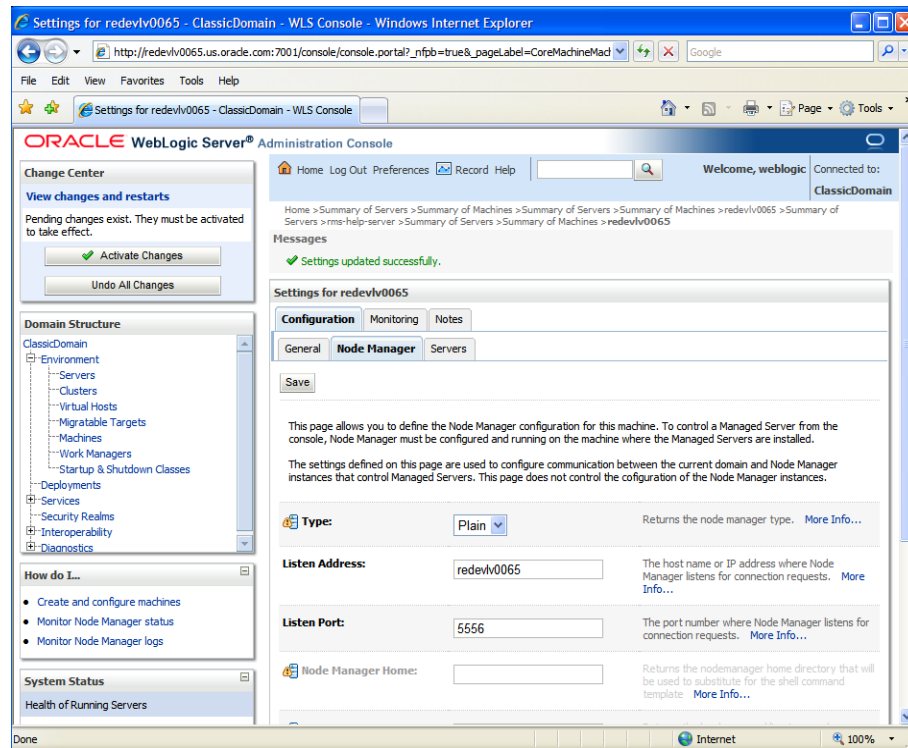 Settings for redevlv0065 - ClassicDomain - WLS Console - Windows Internet Explorer
http://redevlv0065.us.oracle.com:7001/console/console.portal?_nfpb=true&_pageLabel=CoreMachineMacl
Google
File Edit View Favorites Tools Help
Settings for redevlv0065 - ClassicDomain - WLS Console
Page Tools
ORACLE WebLogic Server® Administration Console
Change Center
View changes and restarts
Pending changes exist. They must be activated
to take effect.
Activate Changes
Undo All Changes
Domain Structure
ClassicDomain
Environment
Servers
Clusters
Virtual Hosts
Migratable Targets
Machines
Work Managers
Startup & Shutdown Classes
Deployments
Services
Security Realms
Interoperability
Diagnostics
How do I...
Create and configure machines
Monitor Node Manager status
Monitor Node Manager logs
System Status
Health of Running Servers
Home Log Out Preferences Record Help
Welcome, weblogic
Connected to:
ClassicDomain
Home >Summary of Servers >Summary of Machines >Summary of Servers >Summary of Machines >redevlv0065 >Summary of
Servers >rms-help-server >Summary of Servers >Summary of Machines >redevlv0065
Messages
Settings updated successfully.
Settings for redevlv0065
Configuration Monitoring Notes
General Node Manager Servers
Save
This page allows you to define the Node Manager configuration for this machine. To control a Managed Server from the
console, Node Manager must be configured and running on the machine where the Managed Servers are installed.
The settings defined on this page are used to configure communication between the current domain and Node Manager
instances that control Managed Servers. This page does not control the cofiguration of the Node Manager instances.
Type:
Plain
Returns the node manager type. More Info...
Listen Address:
redevlv0065
The host name or IP address where Node
Manager listens for connection requests. More
Info...
Listen Port:
5556
The port number where Node Manager listens for
connection requests. More Info...
Node Manager Home:
Returns the nodemanager home directory that will
be used to substitute for the shell command
template More Info...
Done
Internet
100%